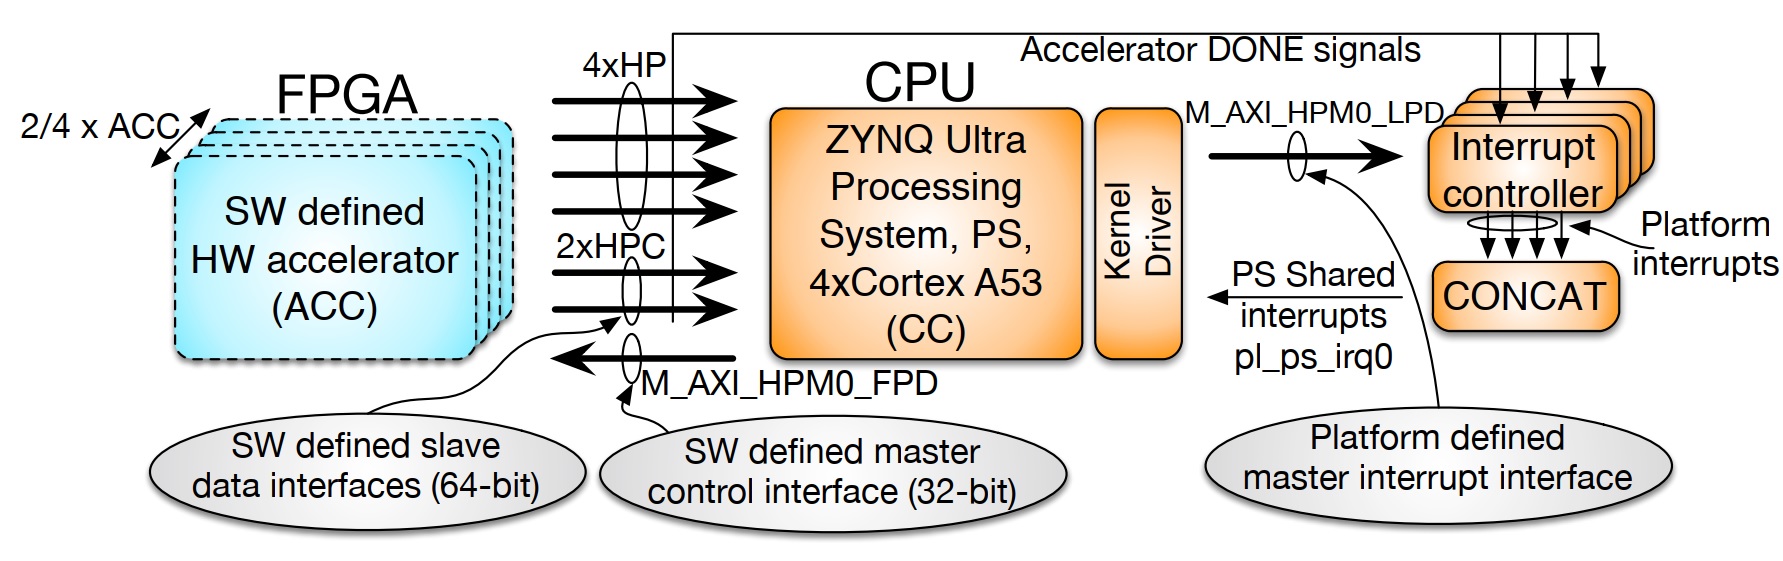 Accelerator DONE signals
4xHP
FPGA
CPU
2/4 x ACC
M_AXI_HPM0_LPD
SW defined
HW accelerator
(ACC)
2xHPC
ZYNQ Ultra
Processing
System, PS,
4xCortex A53
(CC)
Kernel
Driver
Interrupt
controller
Platform
interrupts
PS Shared
interrupts
pl_ps_irq0
CONCAT
M_AXI_HPM0_FPD
SW defined slave
data interfaces (64-bit)
SW defined master
control interface (32-bit)
Platform defined
master interrupt interface